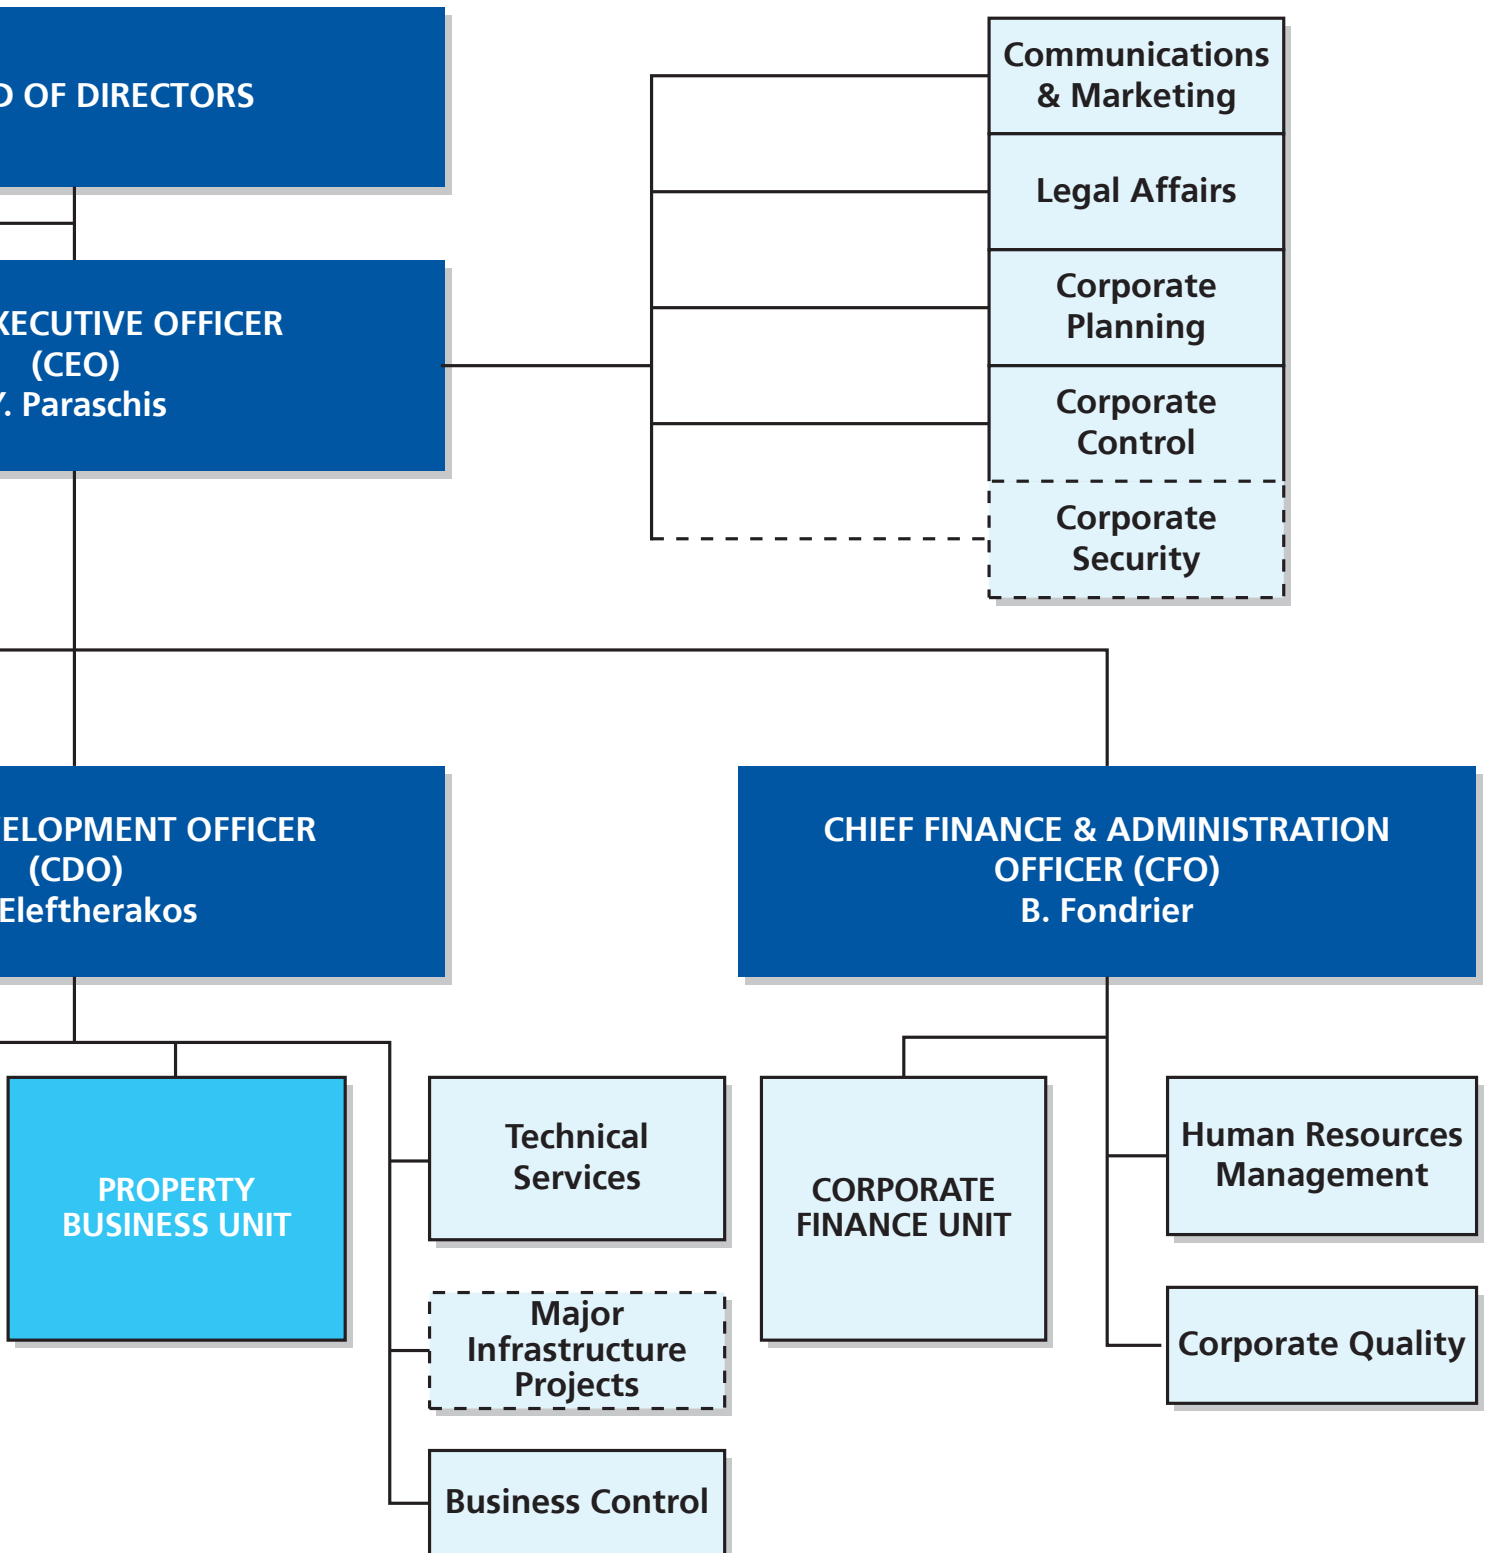 D OF DIRECTORS
Communications
& Marketing
Legal Affairs
Corporate
Planning
Corporate
Control
Corporate
Security
XECUTIVE OFFICER
(CEO)
Y. Paraschis
VELOPMENT OFFICER
(CDO)
Eleftherakos
CHIEF FINANCE & ADMINISTRATION
OFFICER (CFO)
B. Fondrier
PROPERTY
BUSINESS UNIT
Technical
Services
Major
Infrastructure
Projects
Business Control
CORPORATE
FINANCE UNIT
Human Resources
Management
Corporate Quality